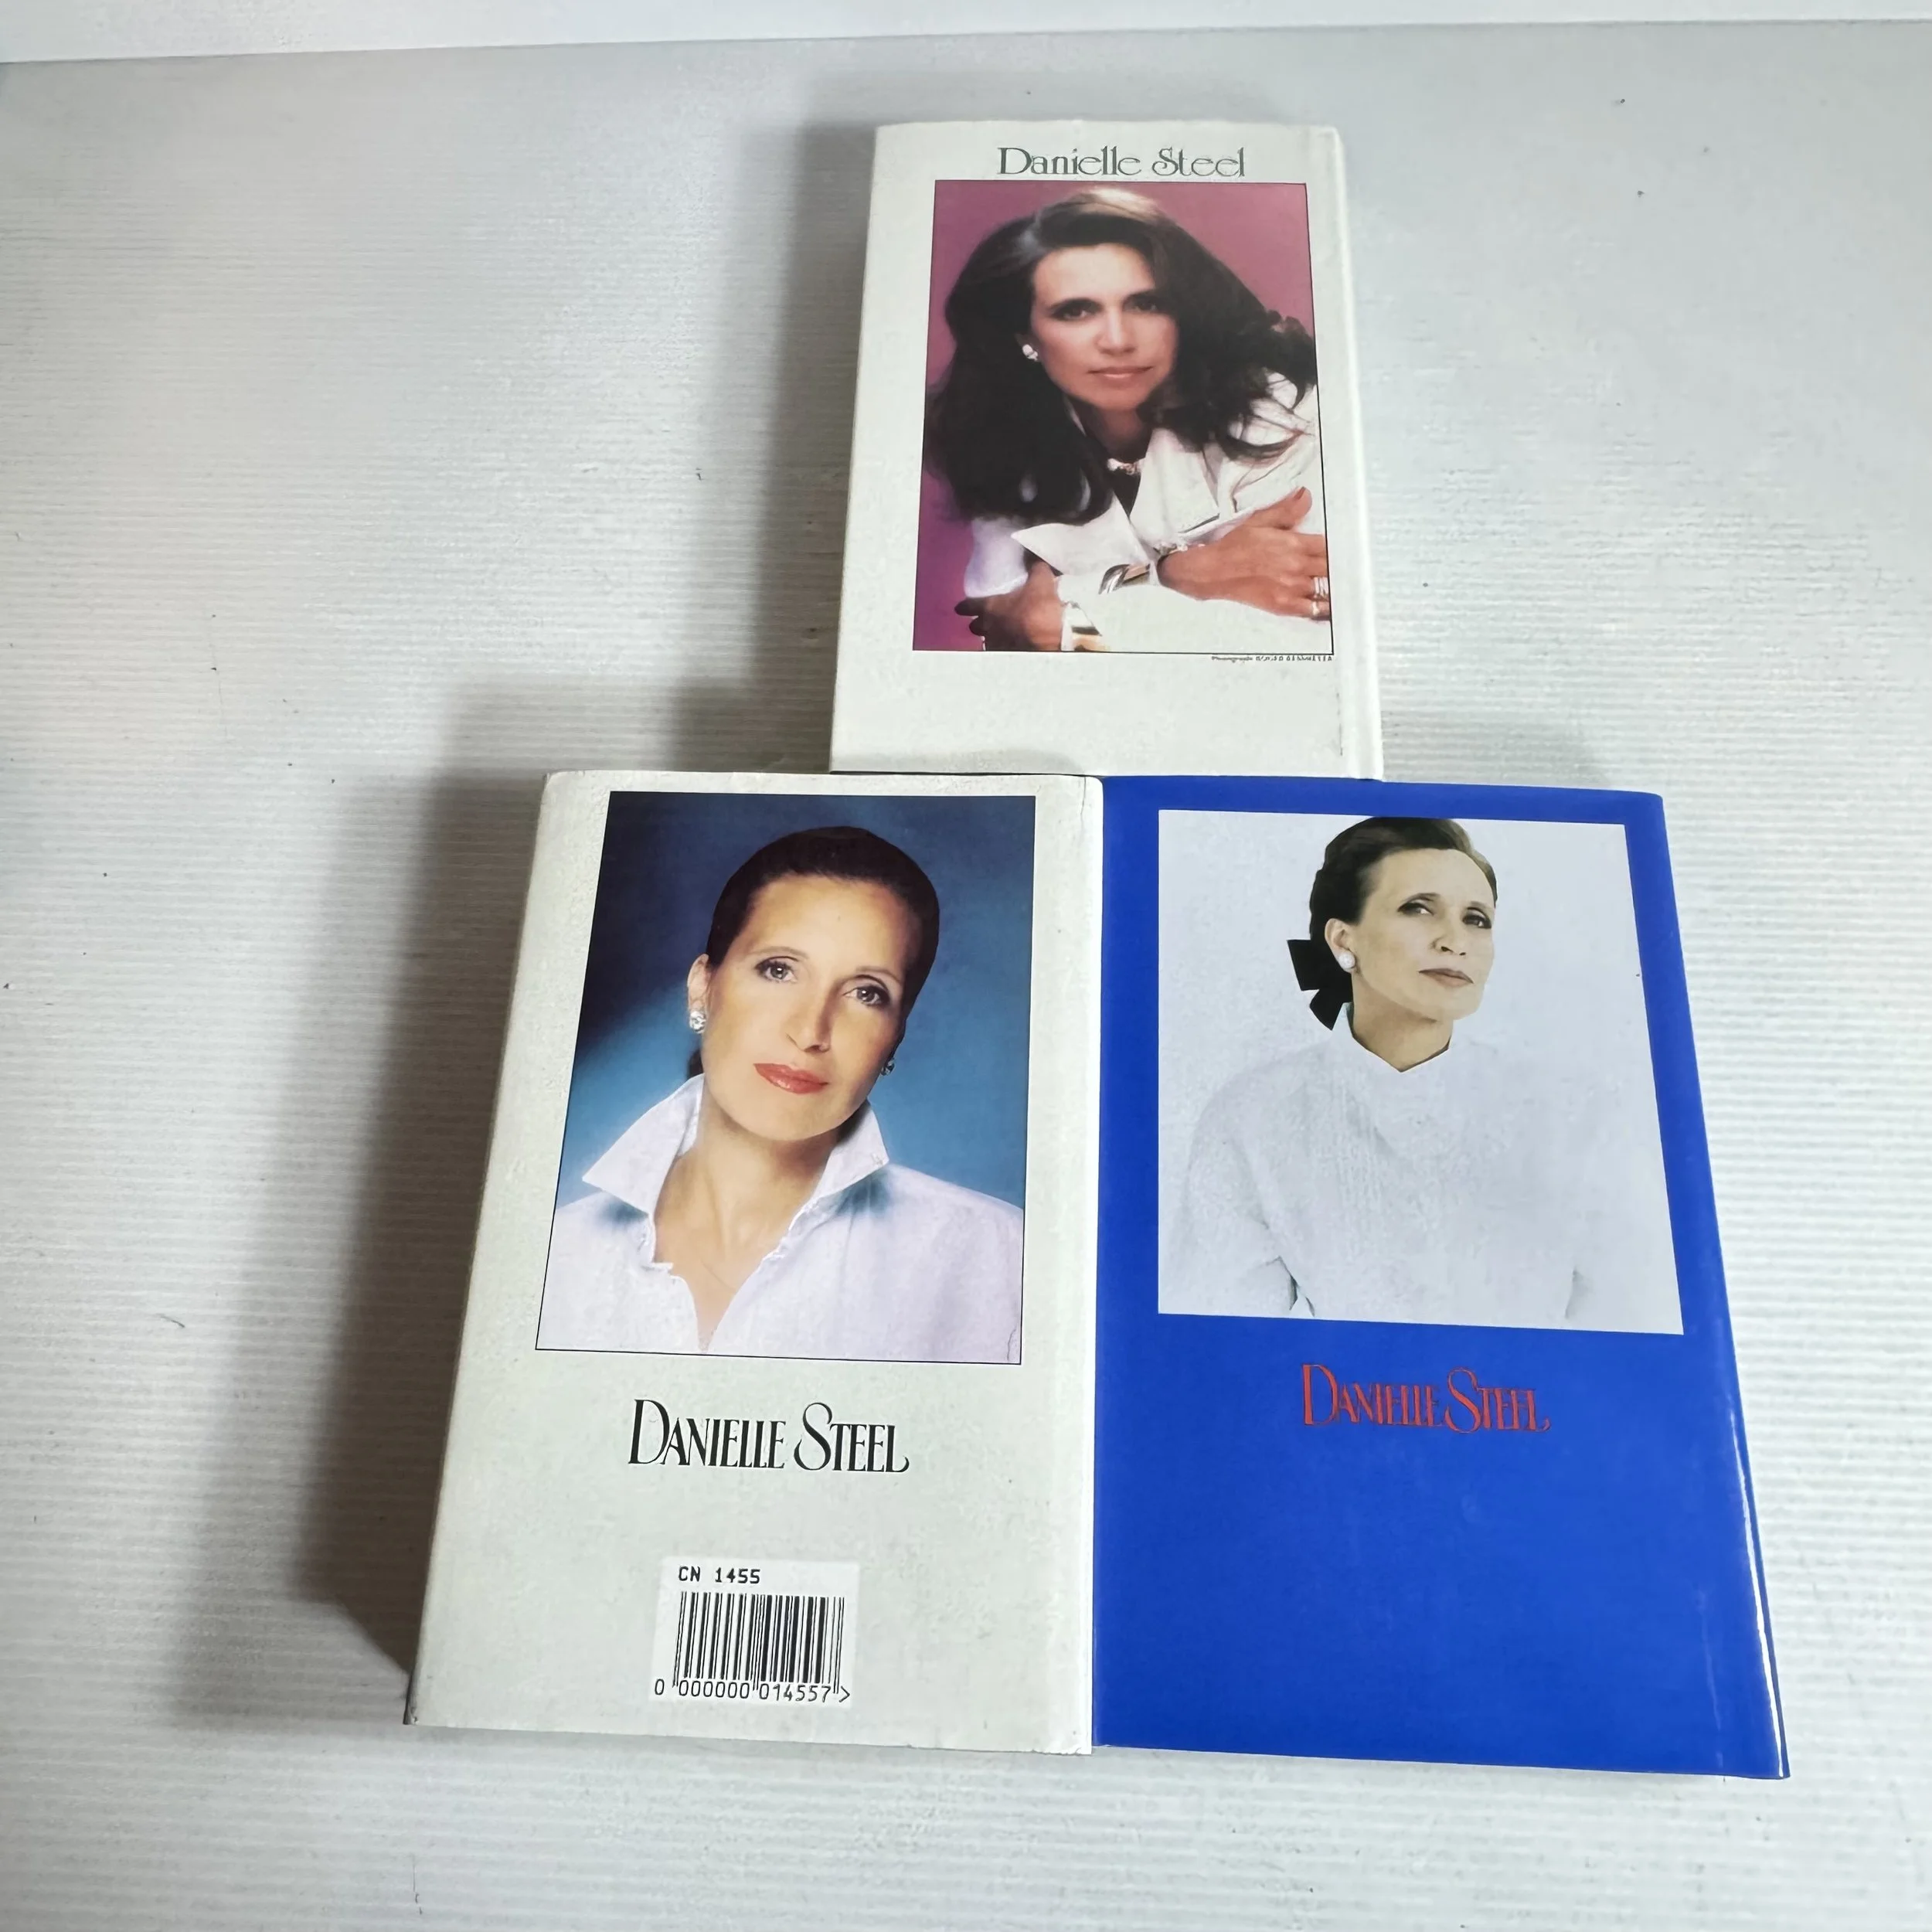 Danielle Steel
DANIELLE STEEL
CN 1455
0 000000 014557 >
DANIELLE STEEL